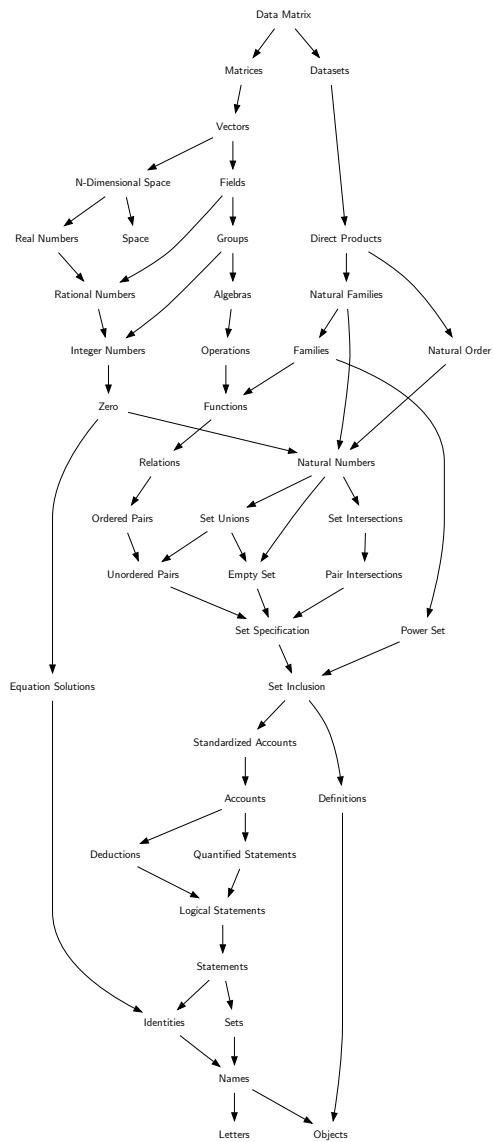 Data Matrix
Matrices
Datasets
Vectors
N-Dimensional Space
Fields
Real Numbers
Space
Groups
Direct Products
Rational Numbers
Algebras
Natural Families
Integer Numbers
Operations
Families
Natural Order
Zero
Functions
Relations
Natural Numbers
Ordered Pairs
Set Unions
Set Intersections
Unordered Pairs
Empty Set
Pair Intersections
Set Specification
Power Set
Equation Solutions
Set Inclusion
Standardized Accounts
Accounts
Definitions
Deductions
Quantified Statements
Logical Statements
Statements
Identities
Sets
Names
Letters
Objects